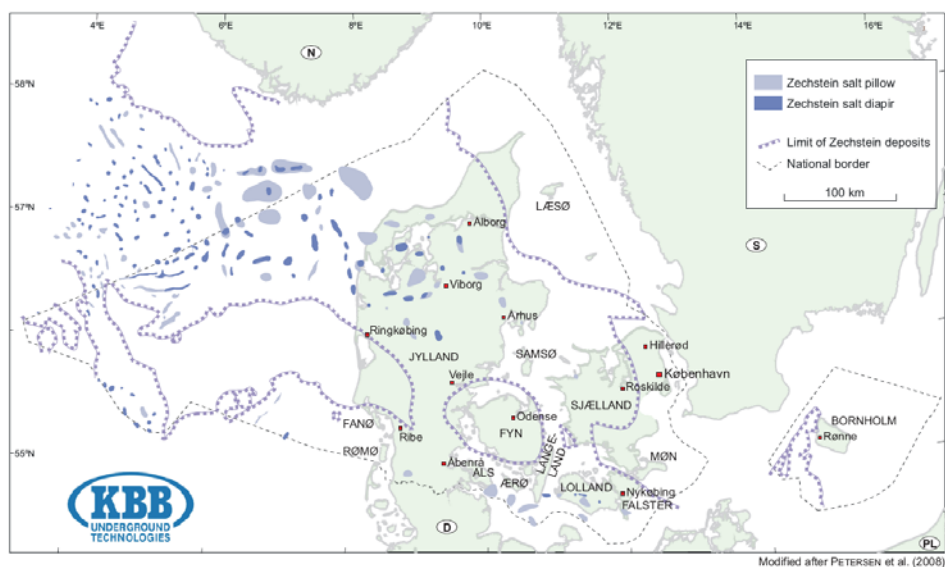 4°E
6°E
8°E
10°E
12°E
14°E
16°E
58°N
57°N
55°N
N
S
D
PL
Zechstein salt pillow
Zechstein salt diapir
Limit of Zechstein deposits
National border
100 km
LÆSØ
Ålborg
Viborg
Århus
Ringkøbing
JYLLAND
SAMSØ
Hillerød
København
Vejle
Roskilde
SJÆLLAND
FANØ
Ribe
Odense
FYN
LANGE-
LAND
BORNHOLM
Rønne
RØMØ
Åbenrå
ALS
MØN
ÆRØ
LOLLAND
Nykøbing
FALSTER
KBB
UNDERGROUND
TECHNOLOGIES
Modified after PETERSEN et al. (2008)